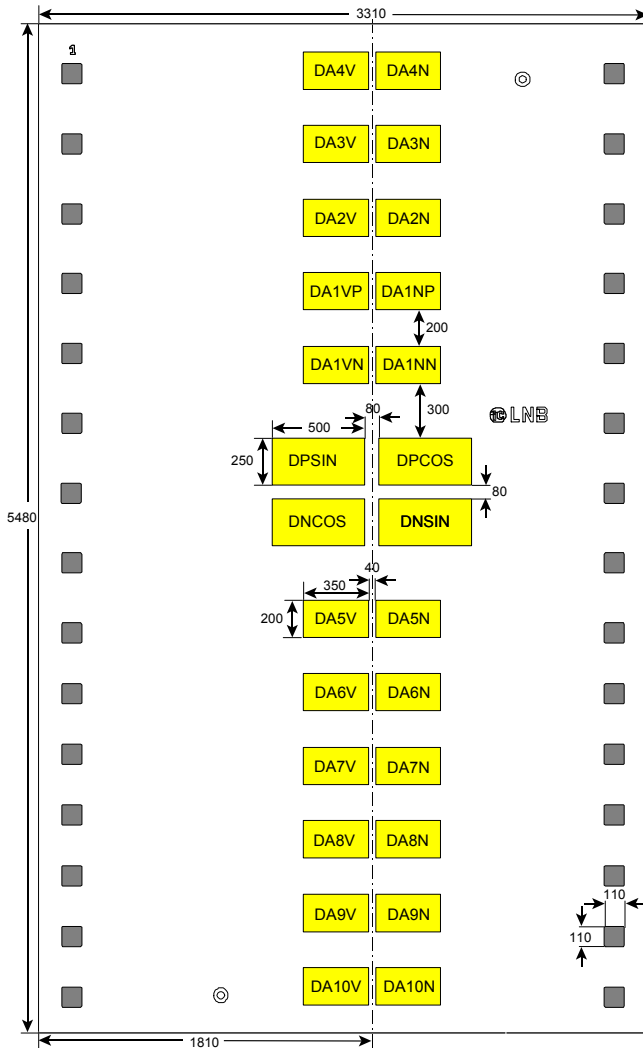 3310
1
DA4V DA4N
DA3V DA3N
DA2V DA2N
DA1VP DA1NP
200
DA1VN DA1NN
80 300
LNB
500
250 DPSIN DPCOS
80
5480 DNCOS DNSIN
40
350
200 DA5V DA5N
DA6V DA6N
DA7V DA7N
DA8V DA8N
110
DA9V DA9N
110
DA10V DA10N
1810